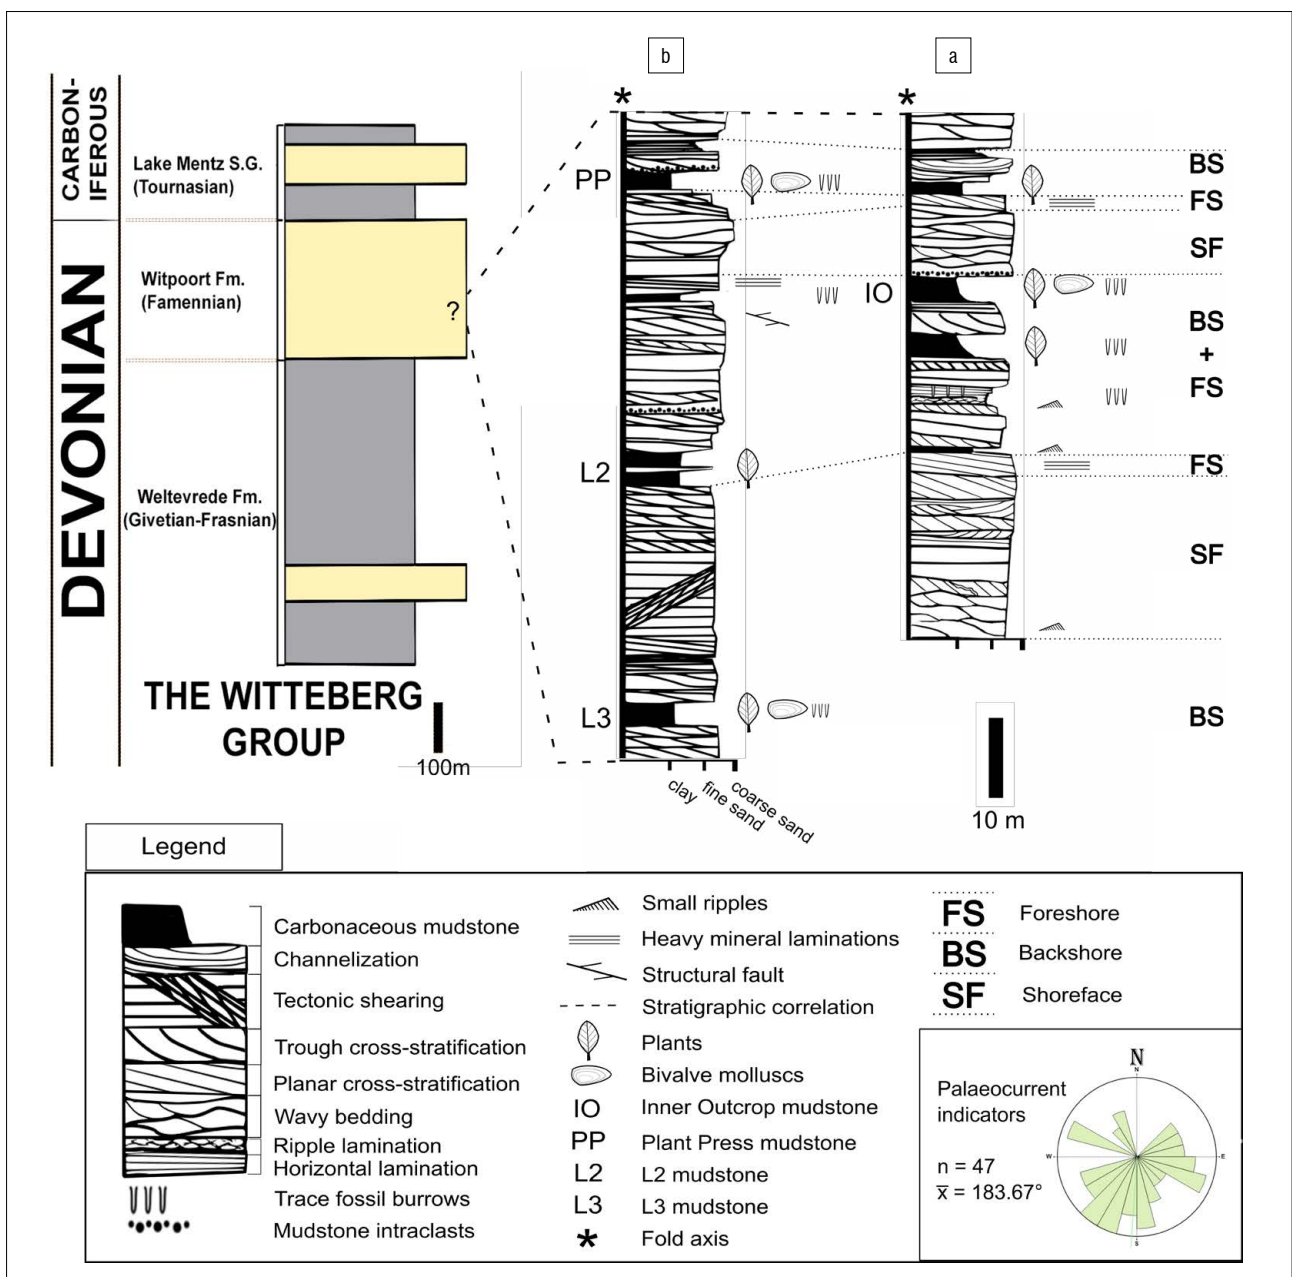 b
a
*
*
CARBON-
IFEROUS
DEVONIAN
Lake Mentz S.G.
(Tournasian)
Witpoort Fm.
(Famennian)
?
Weltevrede Fm.
(Givetian-Frasnian)
THE WITTEBERG
GROUP
100m
PP
L2
L3
clay
fine sand
coarse sand
IO
BS
FS
SF
BS
+
FS
FS
SF
BS
10 m
Legend
Carbonaceous mudstone
Channelization
Tectonic shearing
Trough cross-stratification
Planar cross-stratification
Wavy bedding
Ripple lamination
Horizontal lamination
Trace fossil burrows
Mudstone intraclasts
Small ripples
Heavy mineral laminations
Structural fault
Stratigraphic correlation
Plants
Bivalve molluscs
IO Inner Outcrop mudstone
PP Plant Press mudstone
L2 L2 mudstone
L3 L3 mudstone
* Fold axis
FS Foreshore
BS Backshore
SF Shoreface
Palaeocurrent
indicators
n = 47
x̅ = 183.67°
N
N
W
E
S